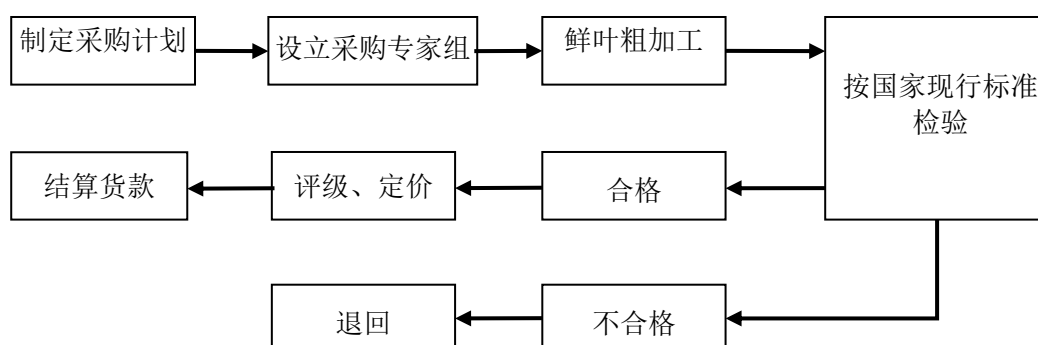 制定采购计划
设立采购专家组
鲜叶粗加工
按国家现行标准
检验
结算货款
评级、定价
合格
退回
不合格